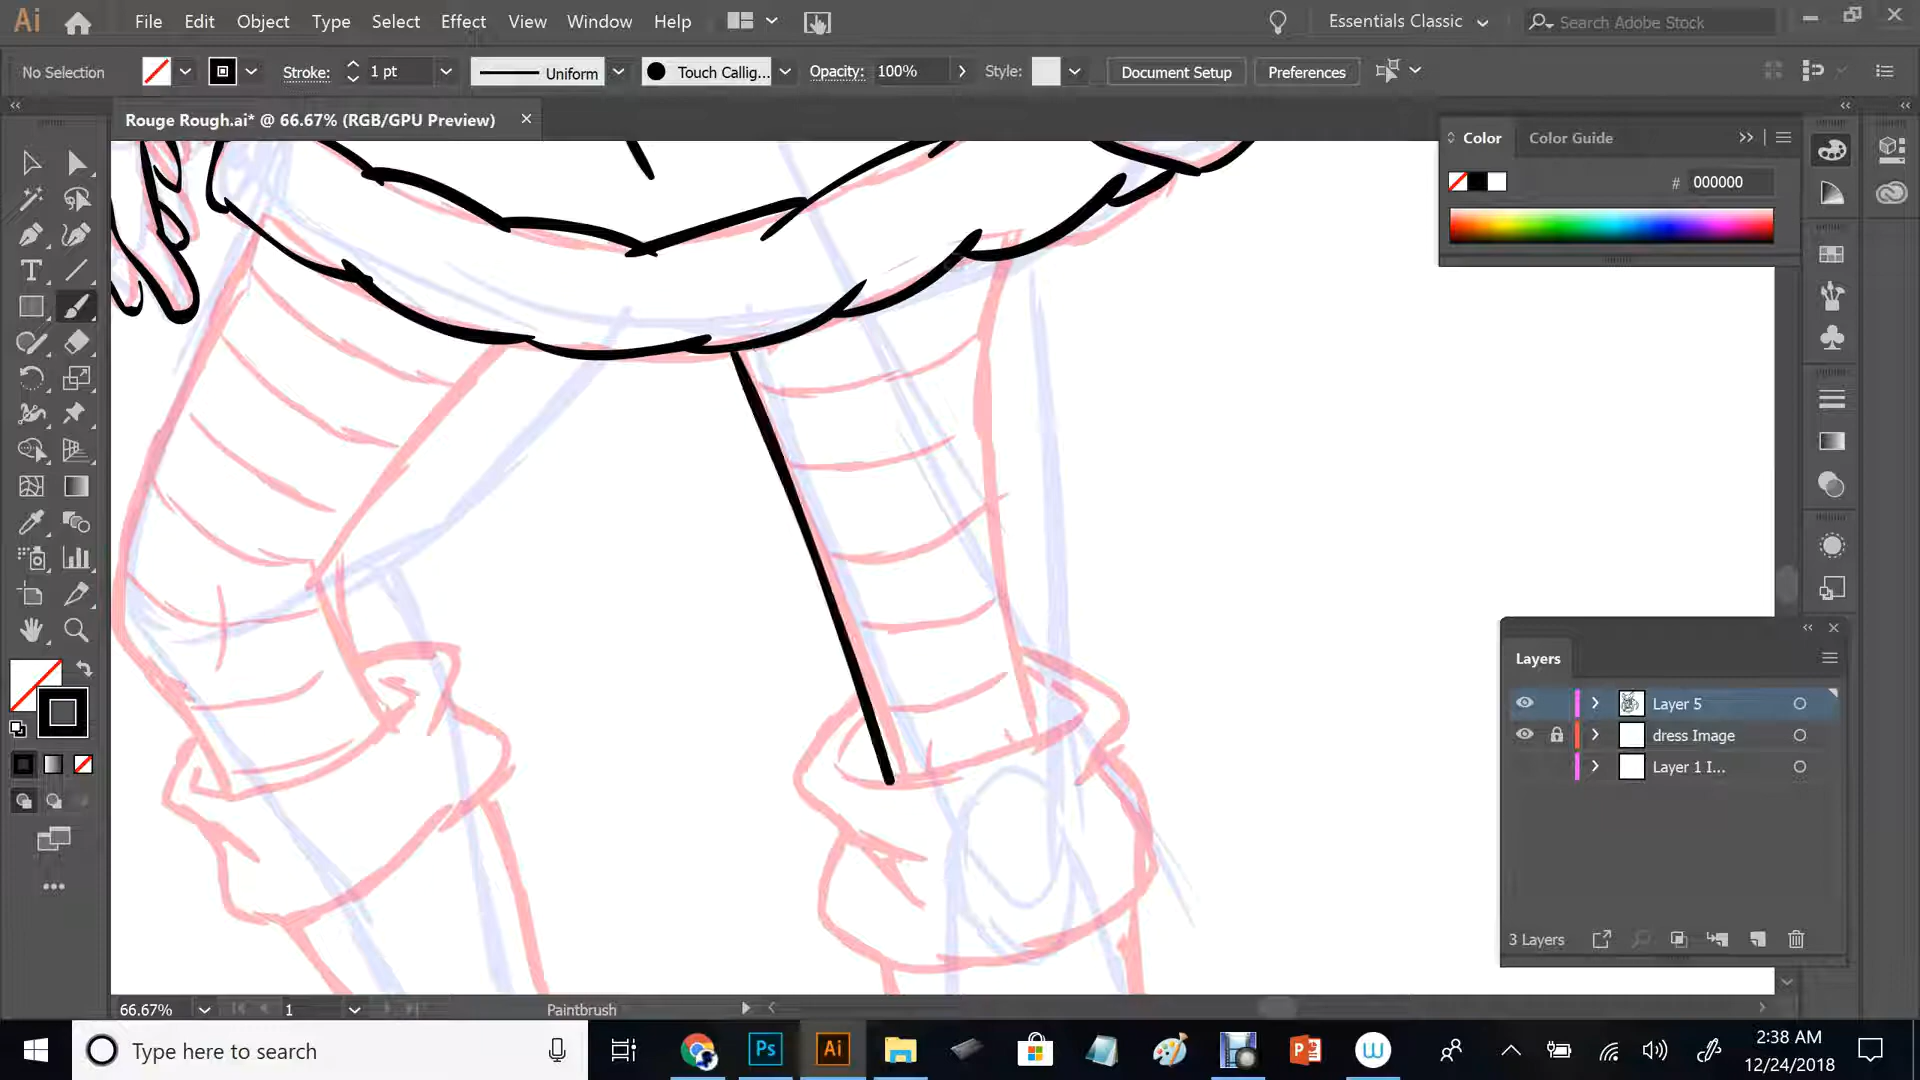 Ai File Edit Object Type Select Effect View Window Help Essentials Classic Search Adobe Stock
No Selection Stroke: 1 pt Uniform Touch Callig... Opacity: 100% Style: Document Setup Preferences
Rouge Rough.ai* @ 66.67% (RGB/GPU Preview)
Color Color Guide
# 000000
Layers
Layer 5
dress Image
Layer 1 I...
3 Layers
66.67% 1 Paintbrush
Type here to search Ps Ai
2:38 AM
12/24/2018